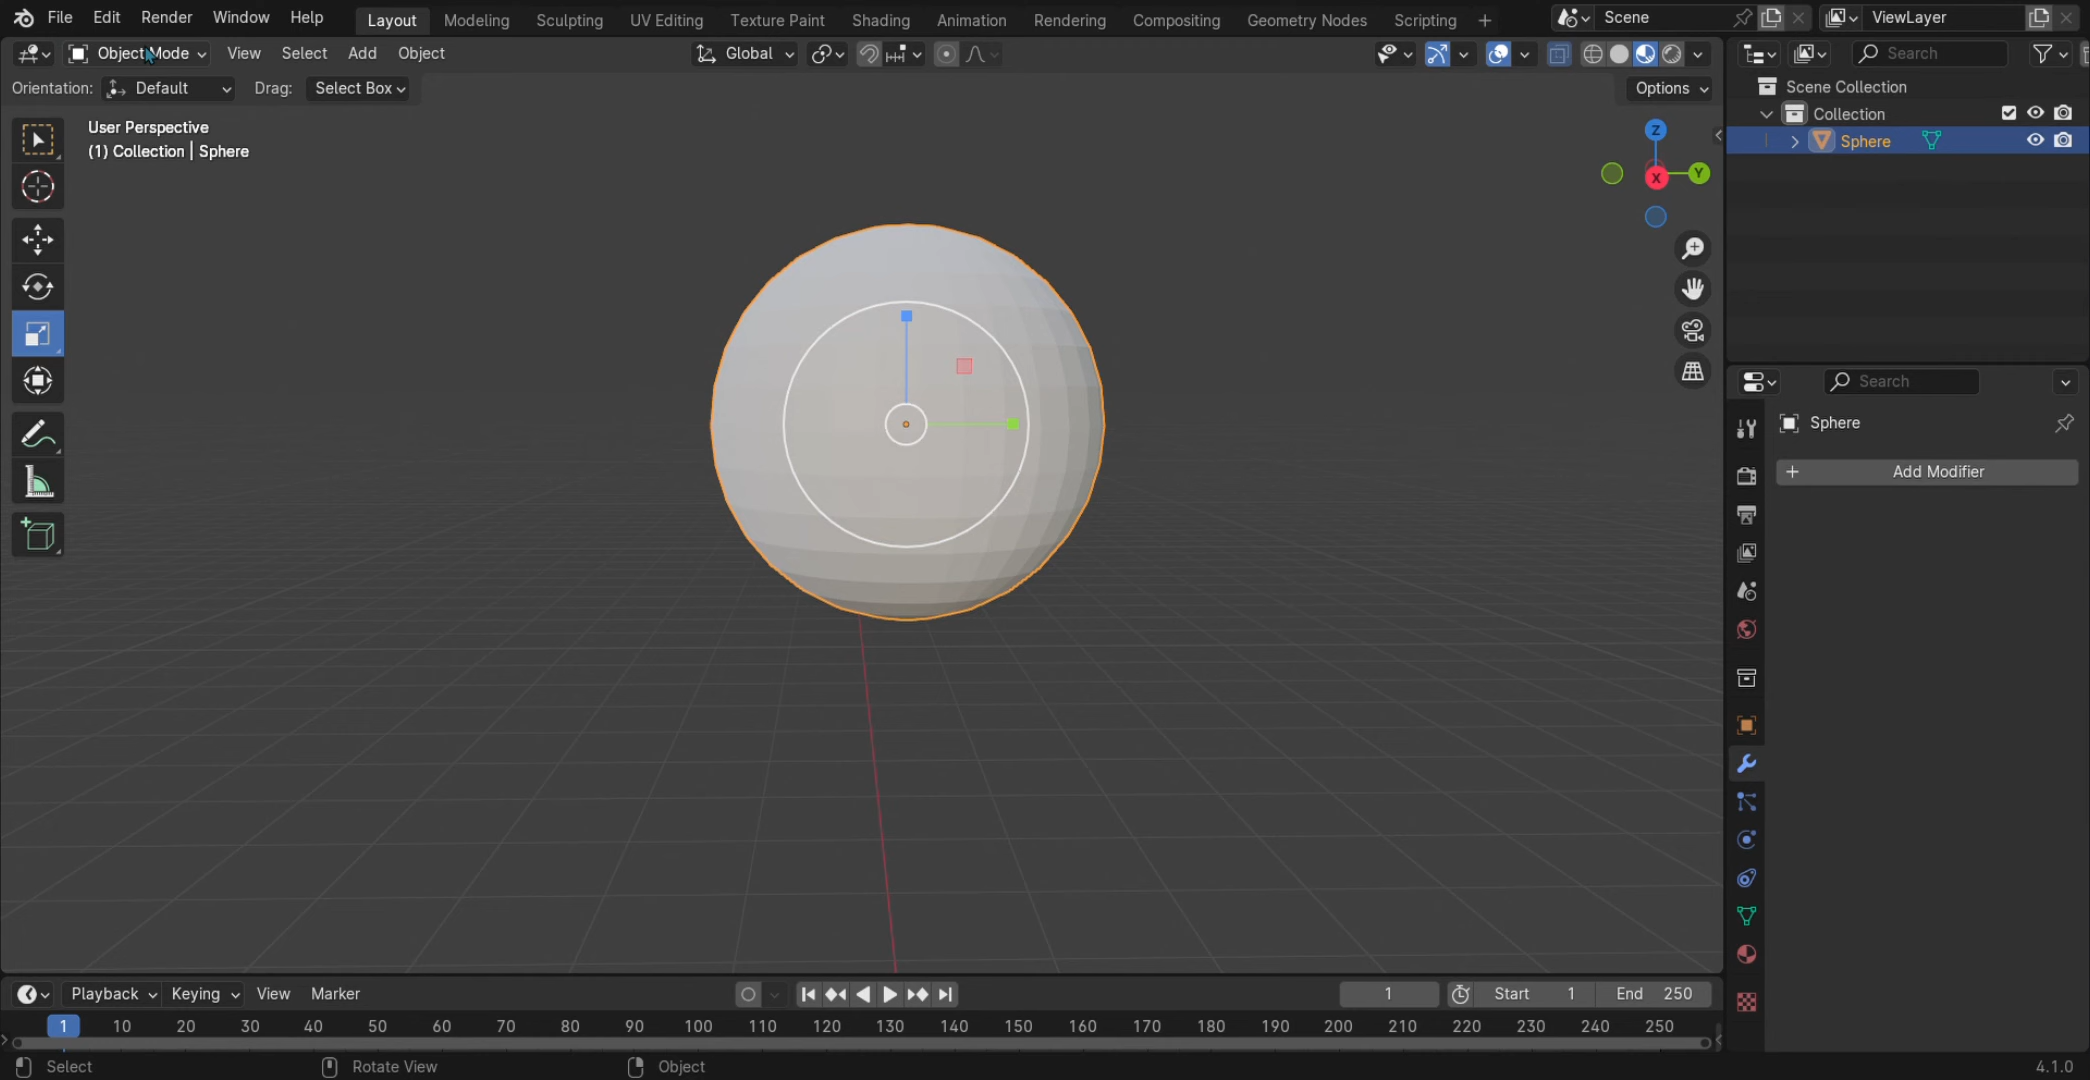 File Edit Render Window Help Layout Modeling Sculpting UV Editing Texture Paint Shading Animation Rendering Compositing Geometry Nodes Scripting + Scene ViewLayer
Object Mode View Select Add Object Global Search
Orientation: Default Drag: Select Box Options
Scene Collection
Collection
Sphere
User Perspective
(1) Collection | Sphere
Z
Y
X
Search
Sphere
+ Add Modifier
Playback Keying View Marker 1 Start 1 End 250
1 10 20 30 40 50 60 70 80 90 100 110 120 130 140 150 160 170 180 190 200 210 220 230 240 250
Select Rotate View Object 4.1.0